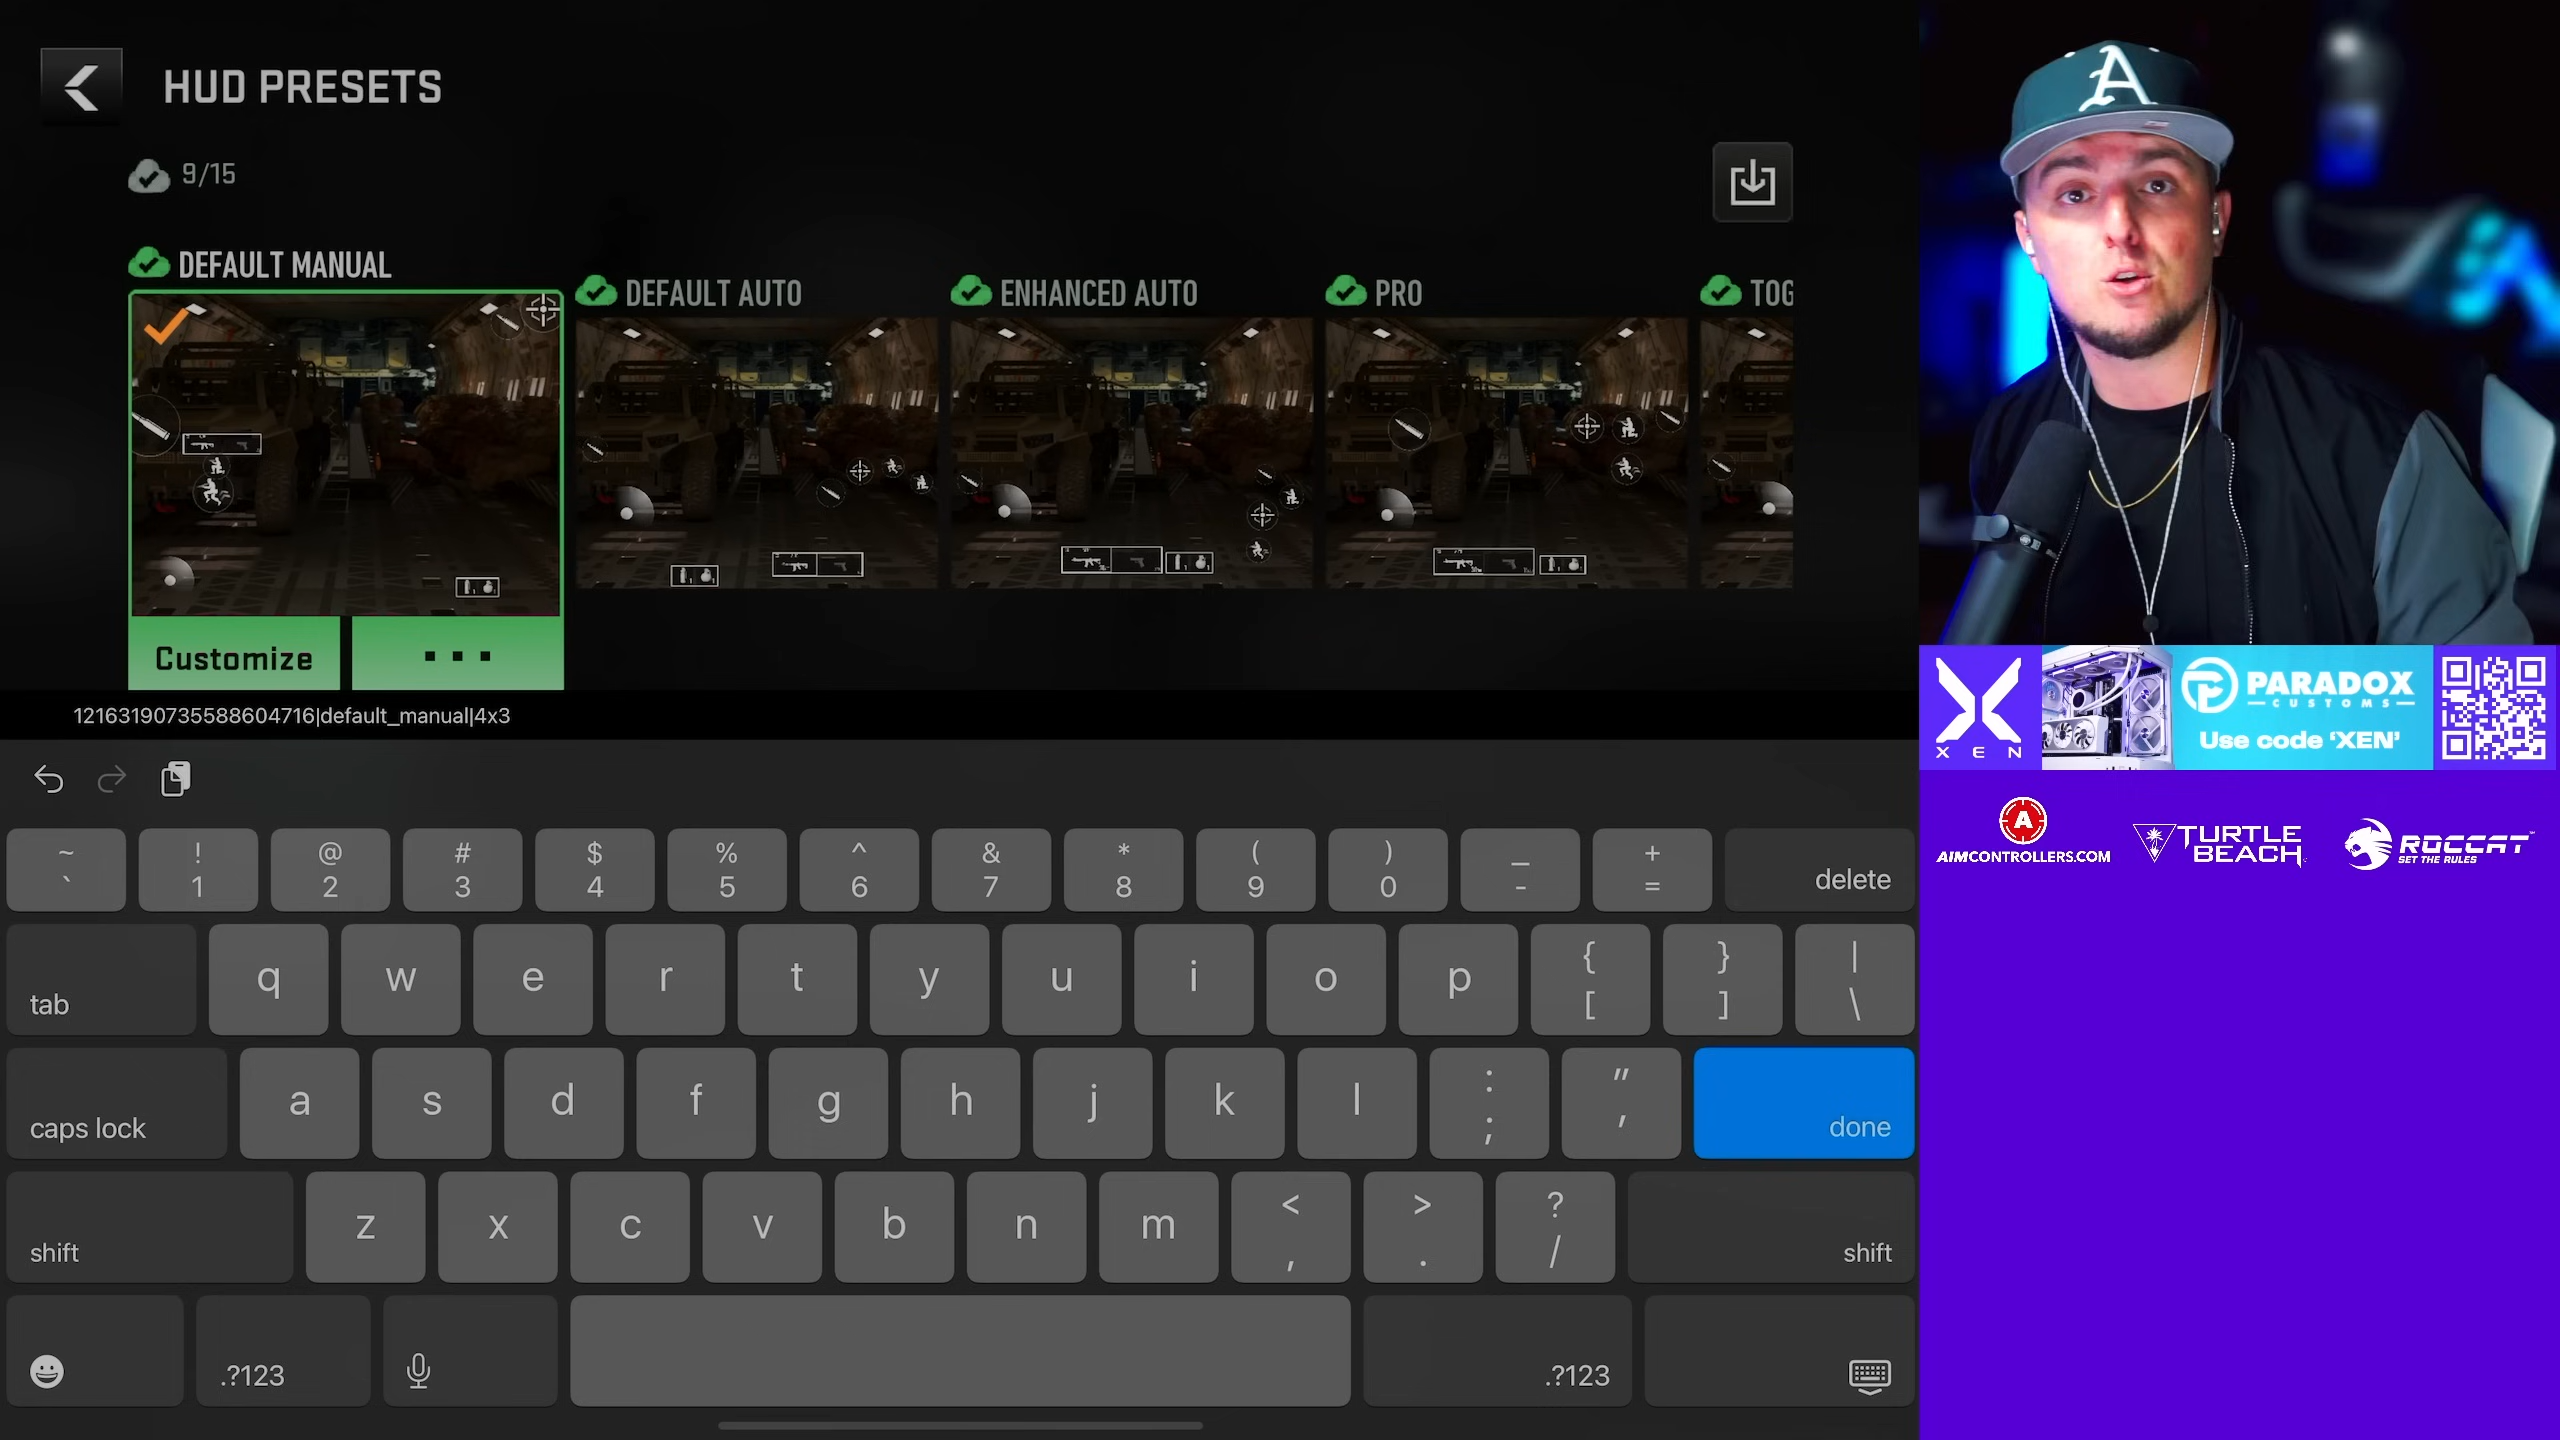 HUD PRESETS
9/15
DEFAULT MANUAL
DEFAULT AUTO
ENHANCED AUTO
PRO
TOG
Customize
...
12163190735588604716|default_manual|4x3
~ ! @ # $ % ^ & * ( ) _ +
` 1 2 3 4 5 6 7 8 9 0 - = delete
tab q w e r t y u i o p { [ } ] | \
caps lock a s d f g h j k l : ; " ' done
shift z x c v b n m < , > . ? / shift
.?123 .?123
A
XEN
PARADOX
CUSTOMS
Use code ‘XEN’
A
AIMCONTROLLERS.COM
TURTLE
BEACH
ROCCAT
SET THE RULES